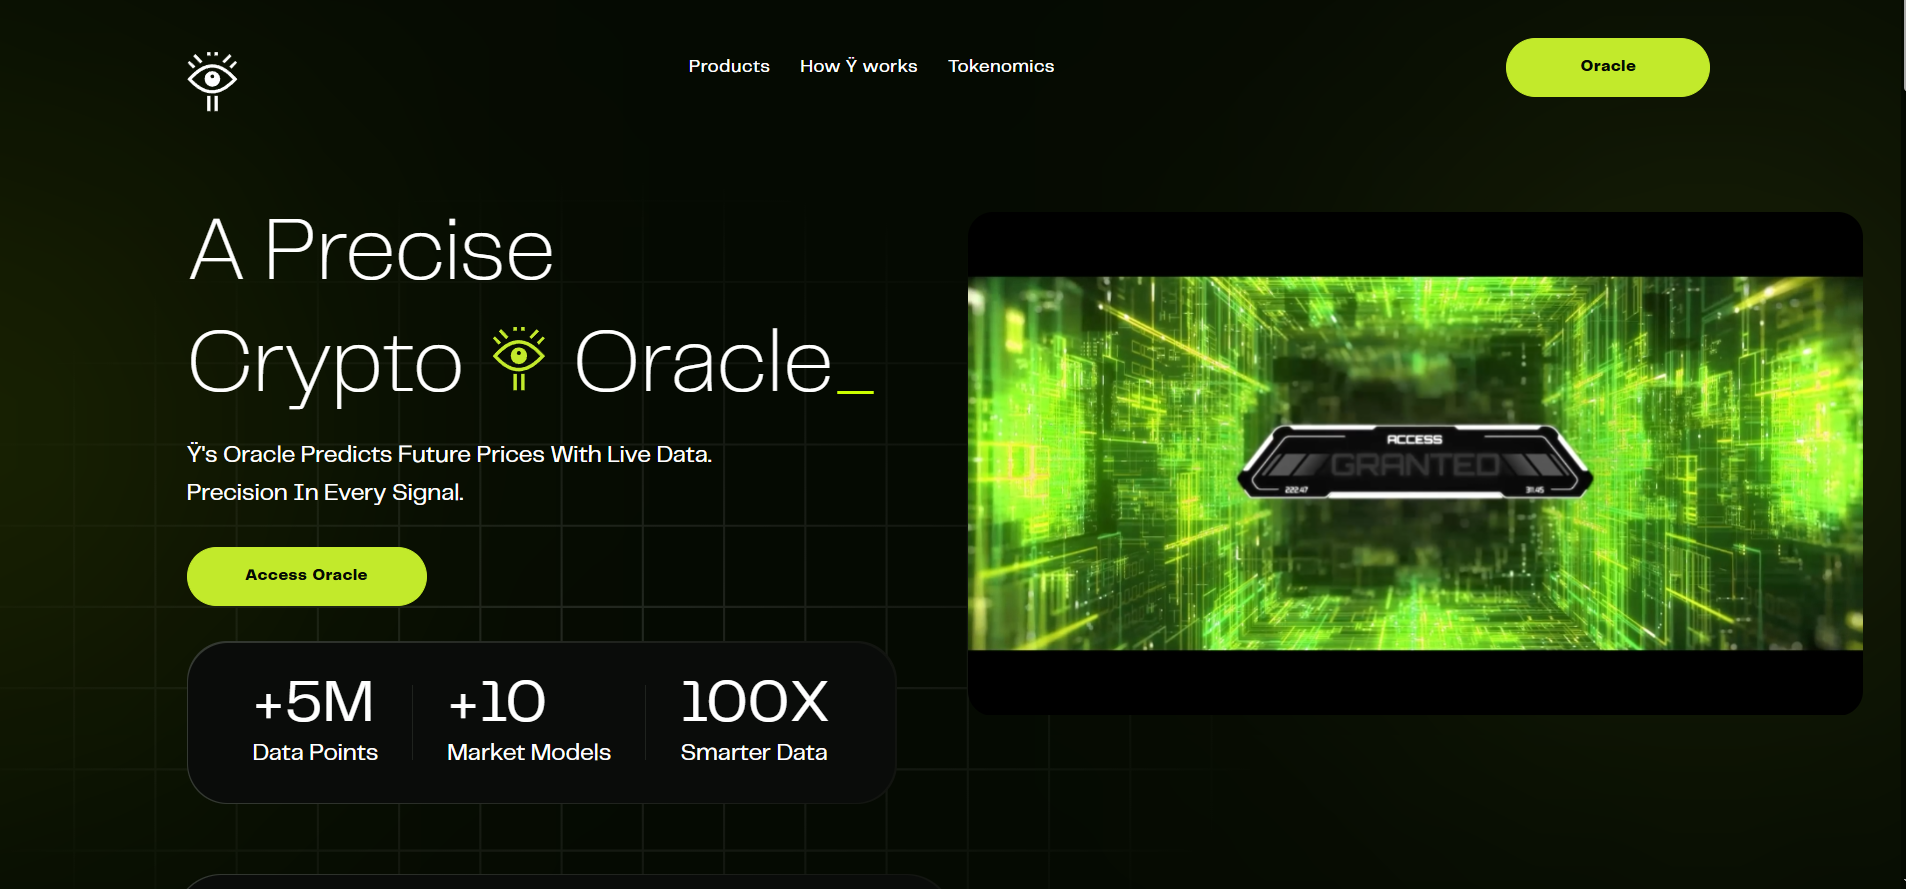 Products
How Ÿ works
Tokenomics
Oracle
A Precise
Crypto Oracle_
Ÿ's Oracle Predicts Future Prices With Live Data.
Precision In Every Signal.
Access Oracle
+5M
Data Points
+10
Market Models
100X
Smarter Data
ACCESS
GRANTED
222:47
31:45